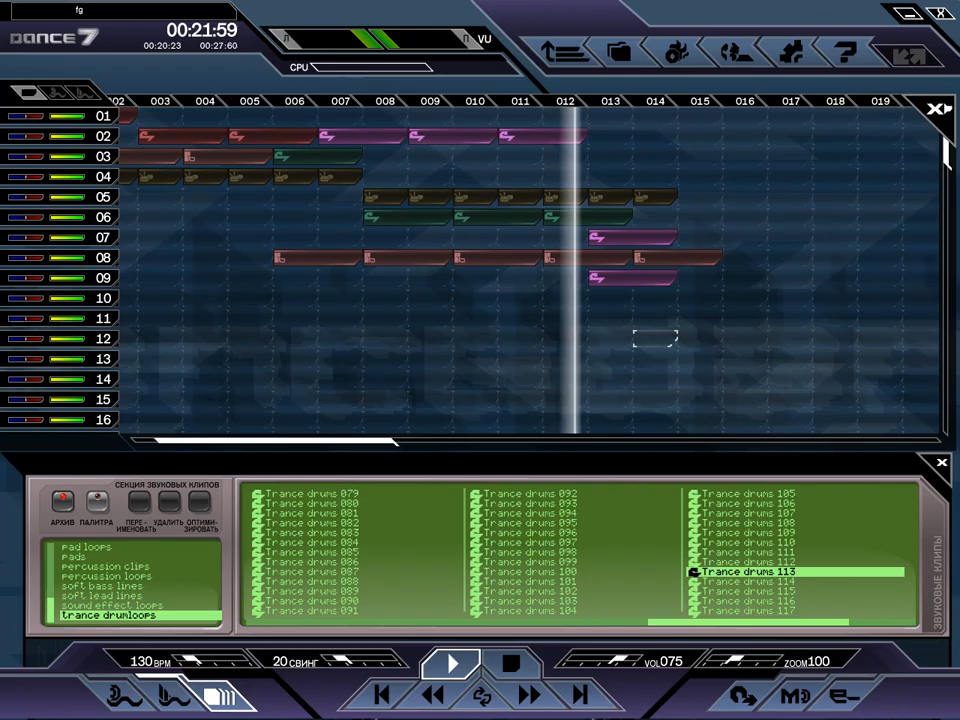 fg
DANCE 7
00:21:59
00:20:23 00:27:60
Л П VU
CPU
02 003 004 005 006 007 008 009 010 011 012 013 014 015 016 017 018 019
01
02
03
04
05
06
07
08
09
10
11
12
13
14
15
16
СЕКЦИЯ ЗВУКОВЫХ КЛИПОВ
АРХИВ ПАЛИТРА ПЕРЕ-ИМЕНОВАТЬ УДАЛИТЬ ОПТИМИ-ЗИРОВАТЬ
pad loops
pads
percussion clips
percussion loops
soft bass lines
soft lead lines
sound effect loops
trance drumloops
Trance drums 079
Trance drums 080
Trance drums 081
Trance drums 082
Trance drums 083
Trance drums 084
Trance drums 085
Trance drums 086
Trance drums 087
Trance drums 088
Trance drums 089
Trance drums 090
Trance drums 091
Trance drums 092
Trance drums 093
Trance drums 094
Trance drums 095
Trance drums 096
Trance drums 097
Trance drums 098
Trance drums 099
Trance drums 100
Trance drums 101
Trance drums 102
Trance drums 103
Trance drums 104
Trance drums 105
Trance drums 106
Trance drums 107
Trance drums 108
Trance drums 109
Trance drums 110
Trance drums 111
Trance drums 112
Trance drums 113
Trance drums 114
Trance drums 115
Trance drums 116
Trance drums 117
ЗВУКОВЫЕ КЛИПЫ
130 BPM 20 СВИНГ VOL 075 ZOOM 100